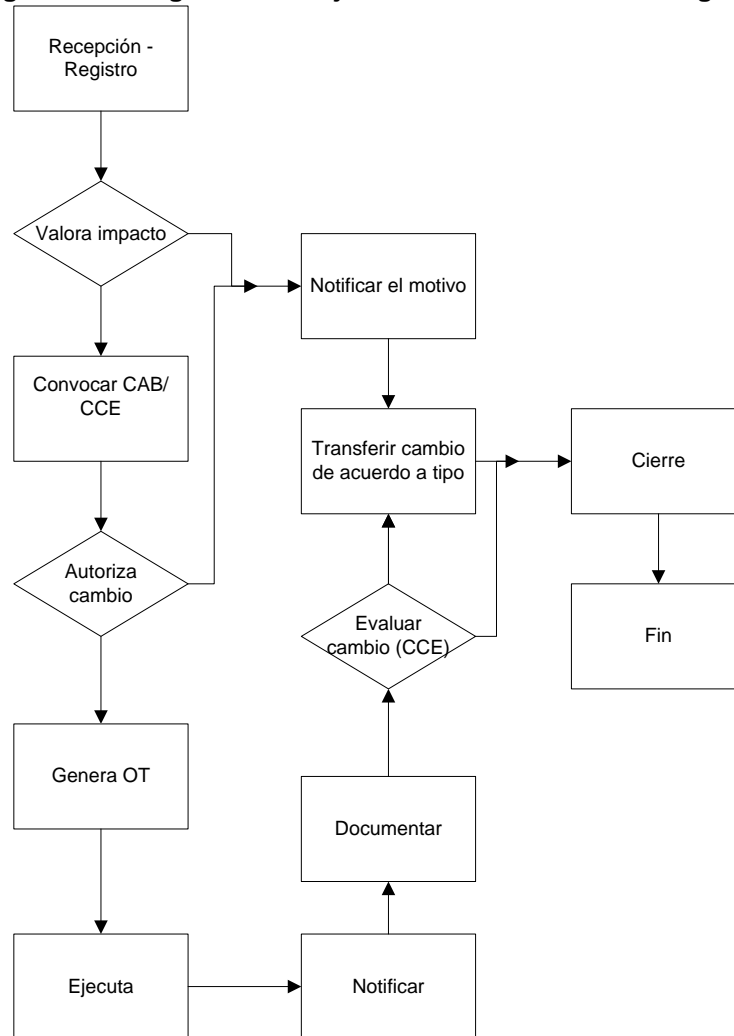 Recepción -
Registro
Valora impacto
Notificar el motivo
Convocar CAB/
CCE
Transferir cambio
de acuerdo a tipo
Cierre
Autoriza
cambio
Evaluar
cambio (CCE)
Fin
Genera OT
Documentar
Ejecuta
Notificar